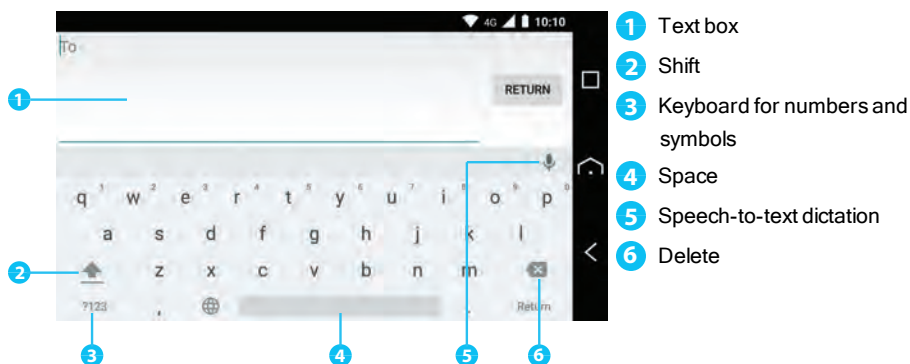 4G 10:10
To
RETURN
1
q 1 w 2 e 3 r 4 t 5 y 6 u 7 i 8 o 9 p 0
a s d f g h j k l
2 z x c v b n m
?123 , . Return
3 4 5 6
1 Text box
2 Shift
3 Keyboard for numbers and
symbols
4 Space
5 Speech-to-text dictation
6 Delete